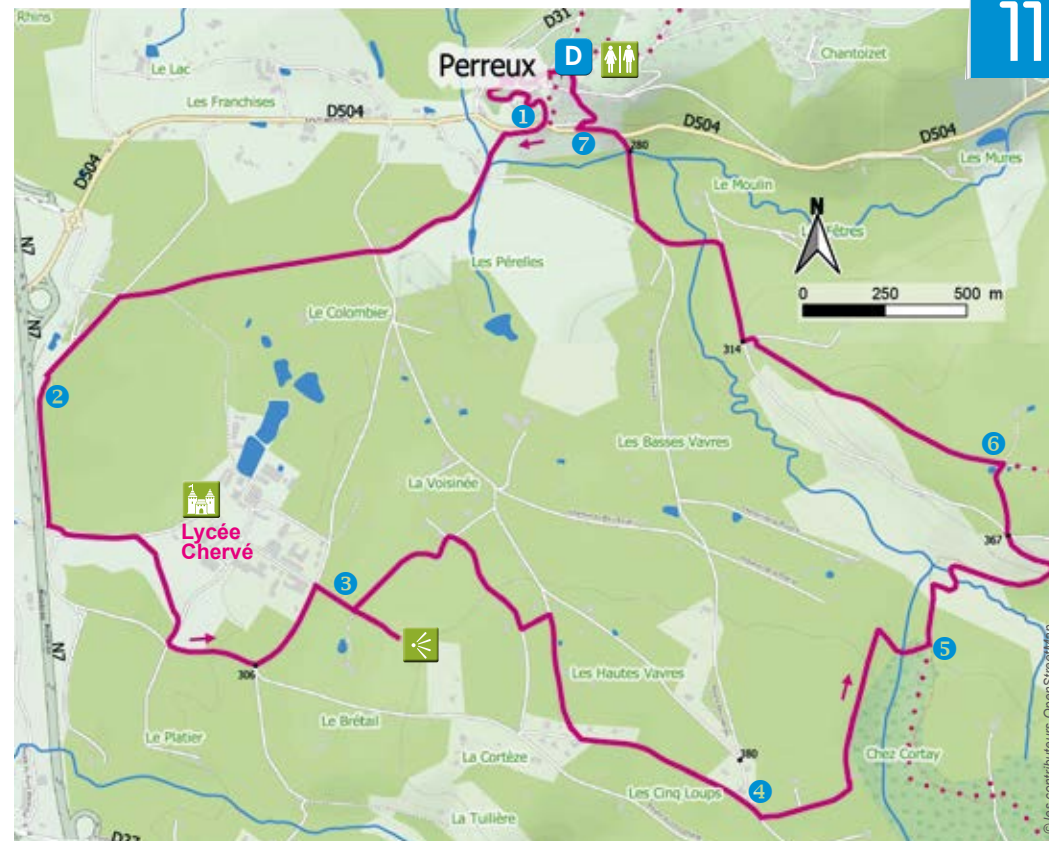 11
Rhins
D31
D
Chantoizet
Le Lac
Perreux
Les Franchises
D504
1
7
D504
D504
280
Les Mures
D504
Le Moulin
N
Les Pérelles
0 250 500 m
N7
Le Colombier
N7
314
2
Les Basses Vavres
6
La Voisinée
Lycée
Chervé
367
3
5
N7
306
Les Hautes Vavres
Le Brétail
Le Platier
La Cortèze
380
Chez Cortay
Les Cinq Loups
4
La Tuilière
© les contributeurs OpenStreetMap